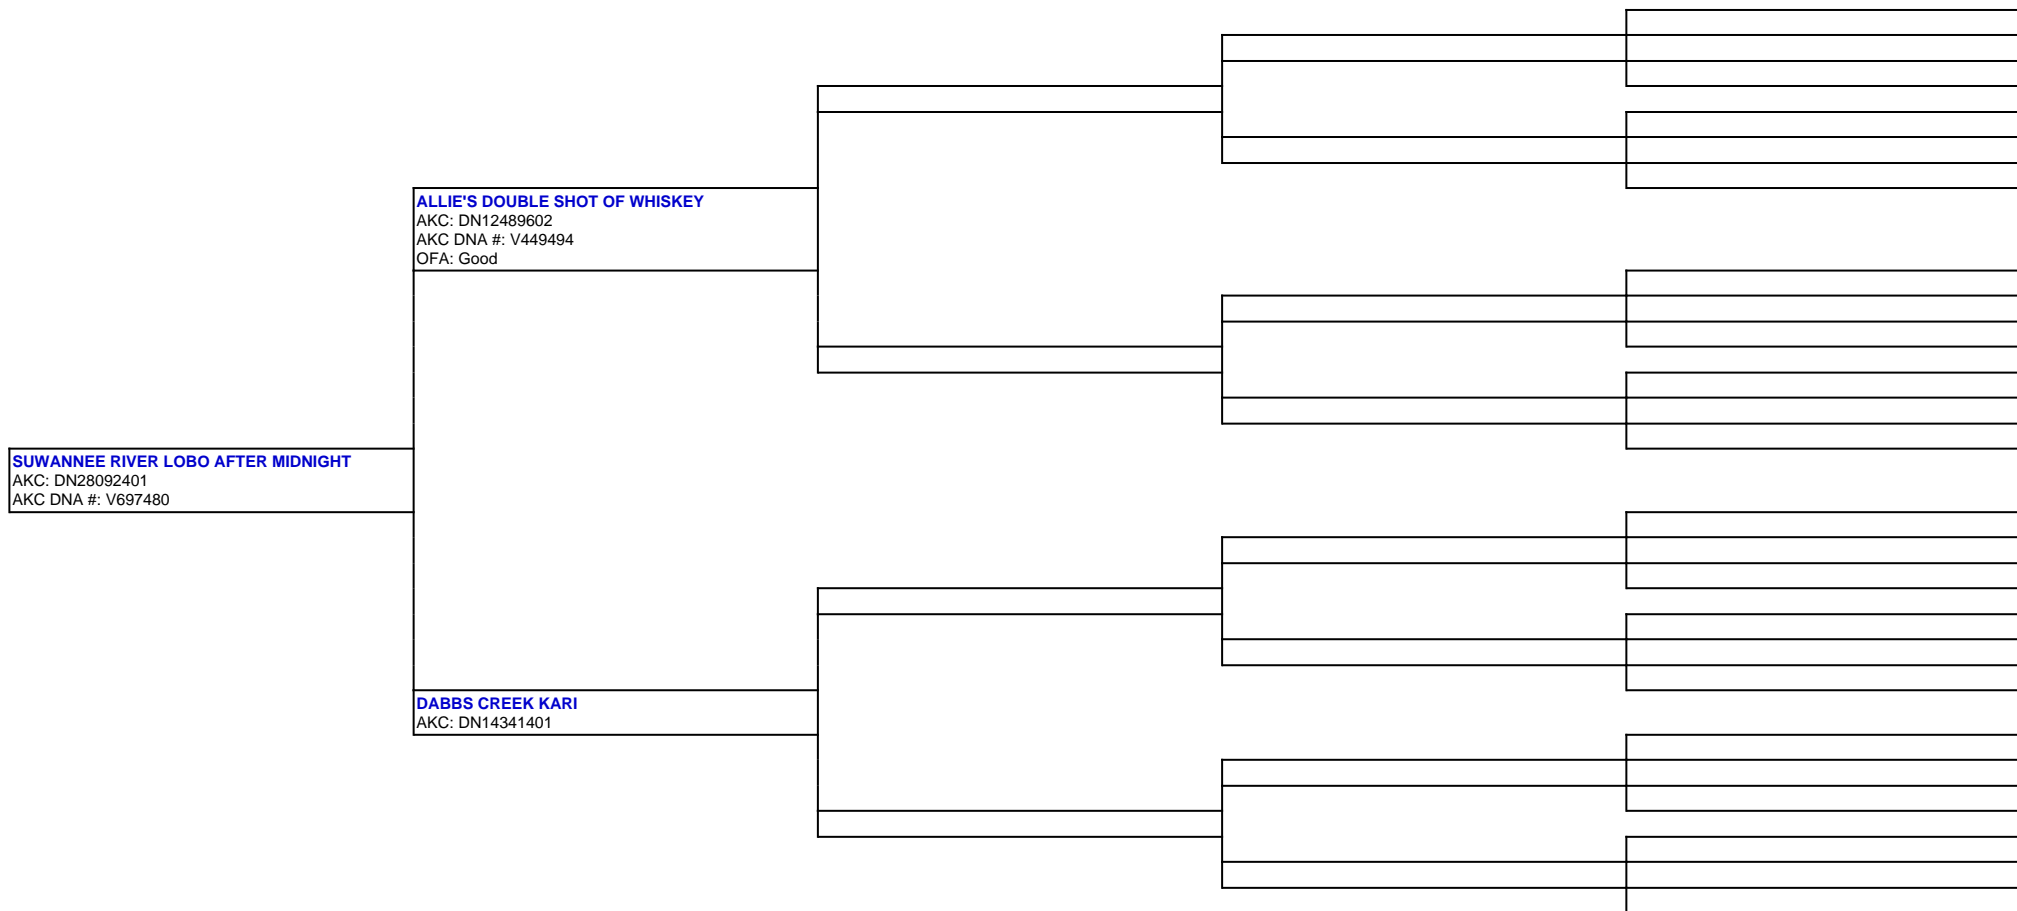 ALLIE'S DOUBLE SHOT OF WHISKEY
AKC: DN12489602
AKC DNA #: V449494
OFA: Good
SUWANNEE RIVER LOBO AFTER MIDNIGHT
AKC: DN28092401
AKC DNA #: V697480
DABBS CREEK KARI
AKC: DN14341401